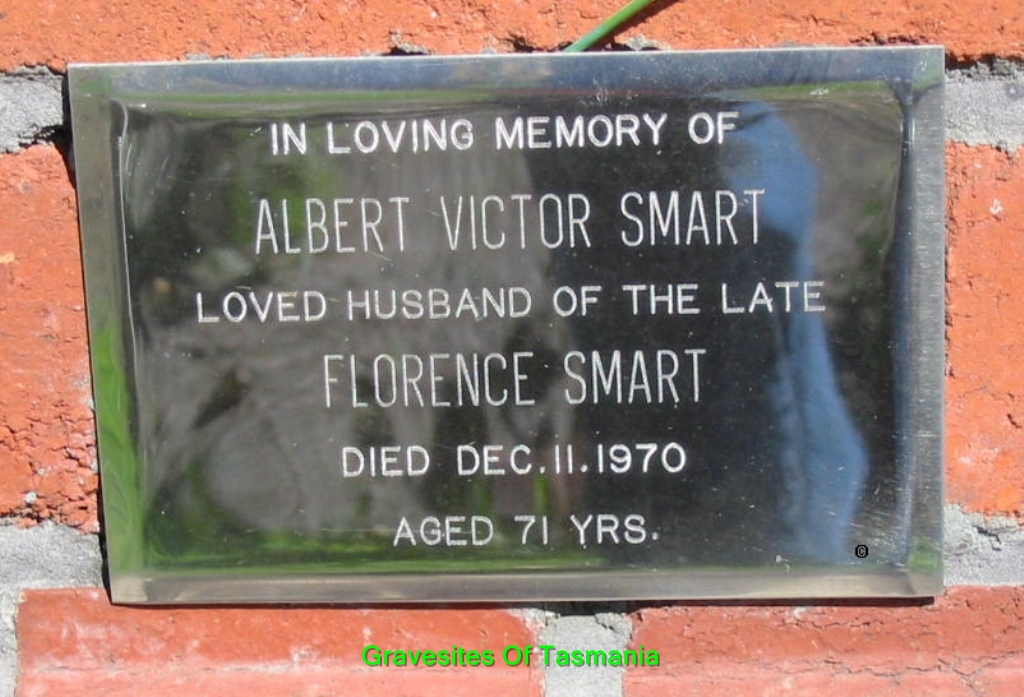 IN LOVING MEMORY OF
ALBERT VICTOR SMART
LOVED HUSBAND OF THE LATE
FLORENCE SMART
DIED DEC.11.1970
AGED 71 YRS.
©
Gravesites Of Tasmania